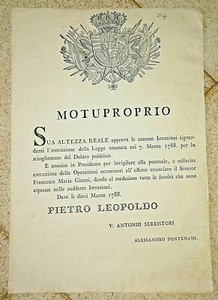 MOTUPROPRIO
SUA ALTEZZA REALE approva le annesse Istruzioni riguar-
danti l'esecuzione della Legge emanata nei 7. Marzo 1788. per lo
scioglimento del Debito pubblico.
E nomina in Presidente per invigilare alla puntuale, e sollecita
esecuzione delle Operazioni occorrenti all' effetto enunciato il Senator
Francesco Maria Gianni, dando al medesimo tutte le facoltà che sono
espresse nelle suddette Istruzioni.
Dato li dieci Marzo 1788.
PIETRO LEOPOLDO
V. ANTONIO SERRISTORI
ALESSANDRO PONTENANI.